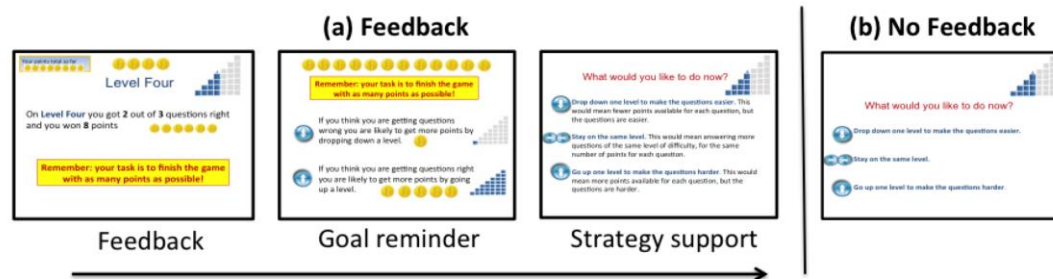 (a) Feedback
Your points total so far
Level Four
On Level Four you got 2 out of 3 questions right
and you won 8 points
Remember: your task is to finish the game
with as many points as possible!
Feedback
Remember: your task is to finish the game
with as many points as possible!
If you think you are getting questions
wrong you are likely to get more points by
dropping down a level.
If you think you are getting questions right
you are likely to get more points by going
up a level.
Goal reminder
What would you like to do now?
Drop down one level to make the questions easier. This
would mean fewer points available for each question, but
the questions are easier.
Stay on the same level. This would mean answering more
questions of the same level of difficulty, for the same
number of points for each question.
Go up one level to make the questions harder. This would
mean more points available for each question, but the
questions are harder.
Strategy support
(b) No Feedback
What would you like to do now?
Drop down one level to make the questions easier.
Stay on the same level.
Go up one level to make the questions harder.